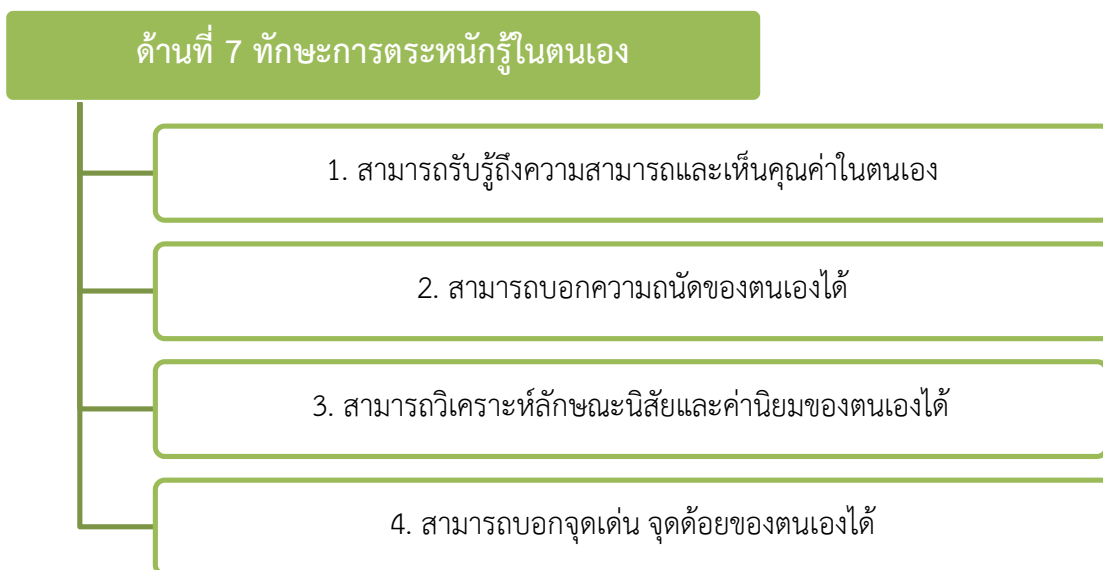 ด้านที่ 7 ทักษะการตระหนักรู้ในตนเอง
1. สามารถรับรู้ถึงความสามารถและเห็นคุณค่าในตนเอง
2. สามารถบอกความถนัดของตนเองได้
3. สามารถวิเคราะห์ลักษณะนิสัยและค่านิยมของตนเองได้
4. สามารถบอกจุดเด่น จุดด้อยของตนเองได้